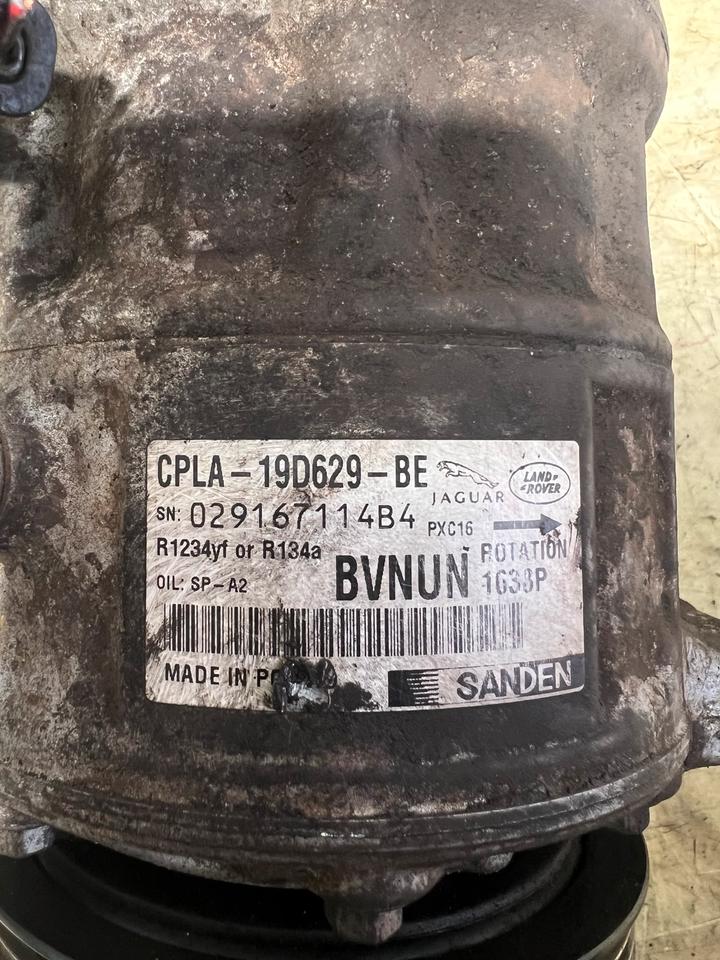 CPLA-19D629-BE
JAGUAR
LAND-
-ROVER
SN: 029167114B4
PXC16
R1234yf or R134a
BVNUN
ROTATION
OIL: SP-A2
MADE IN
SANDEN